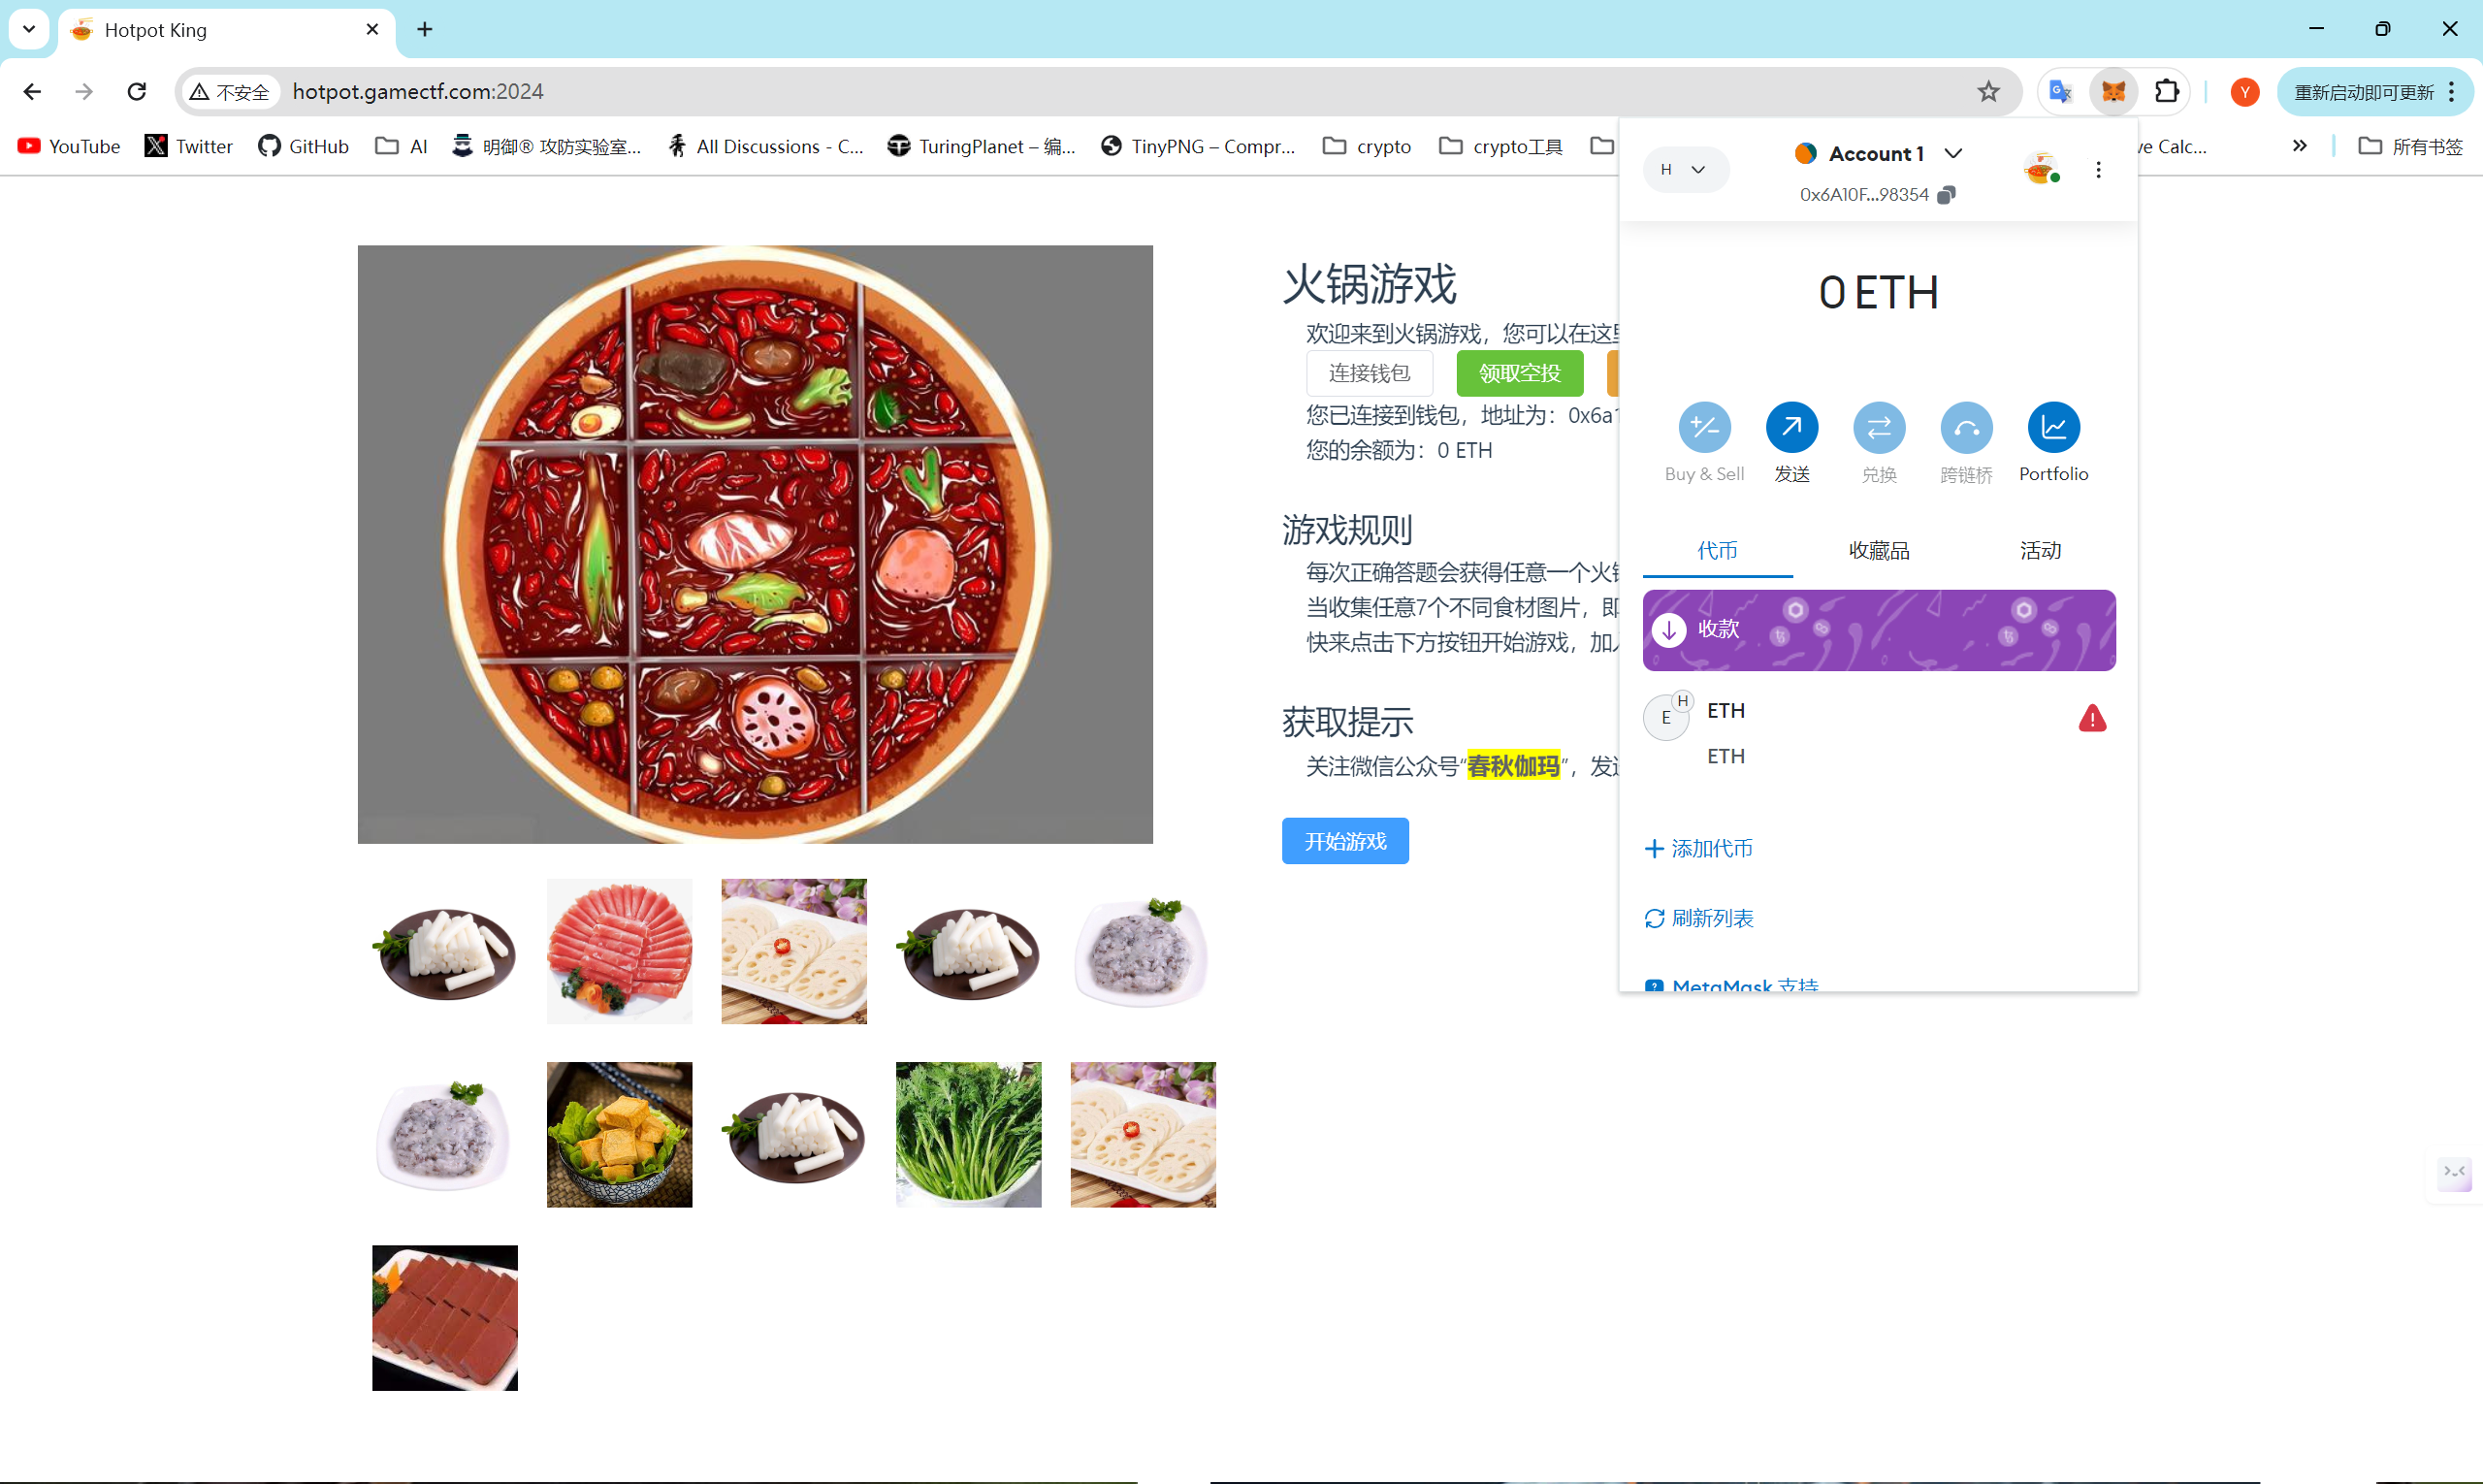 Hotpot King
不安全
hotpot.gamectf.com:2024
Y
重新启动即可更新
YouTube
Twitter
GitHub
AI
明御® 攻防实验室...
All Discussions - C...
TuringPlanet – 编...
TinyPNG – Compr...
crypto
crypto工具
ve Calc...
所有书签
火锅游戏
欢迎来到火锅游戏，您可以在这里
连接钱包
领取空投
您已连接到钱包，地址为：0x6a1
您的余额为：0 ETH
游戏规则
每次正确答题会获得任意一个火锅
当收集任意7个不同食材图片，即
快来点击下方按钮开始游戏，加入
获取提示
关注微信公众号“春秋伽玛”，发送
开始游戏
H
Account 1
0x6A10F...98354
0 ETH
Buy & Sell
发送
兑换
跨链桥
Portfolio
代币
收藏品
活动
收款
E
H
ETH
ETH
添加代币
刷新列表
MetaMask 支持